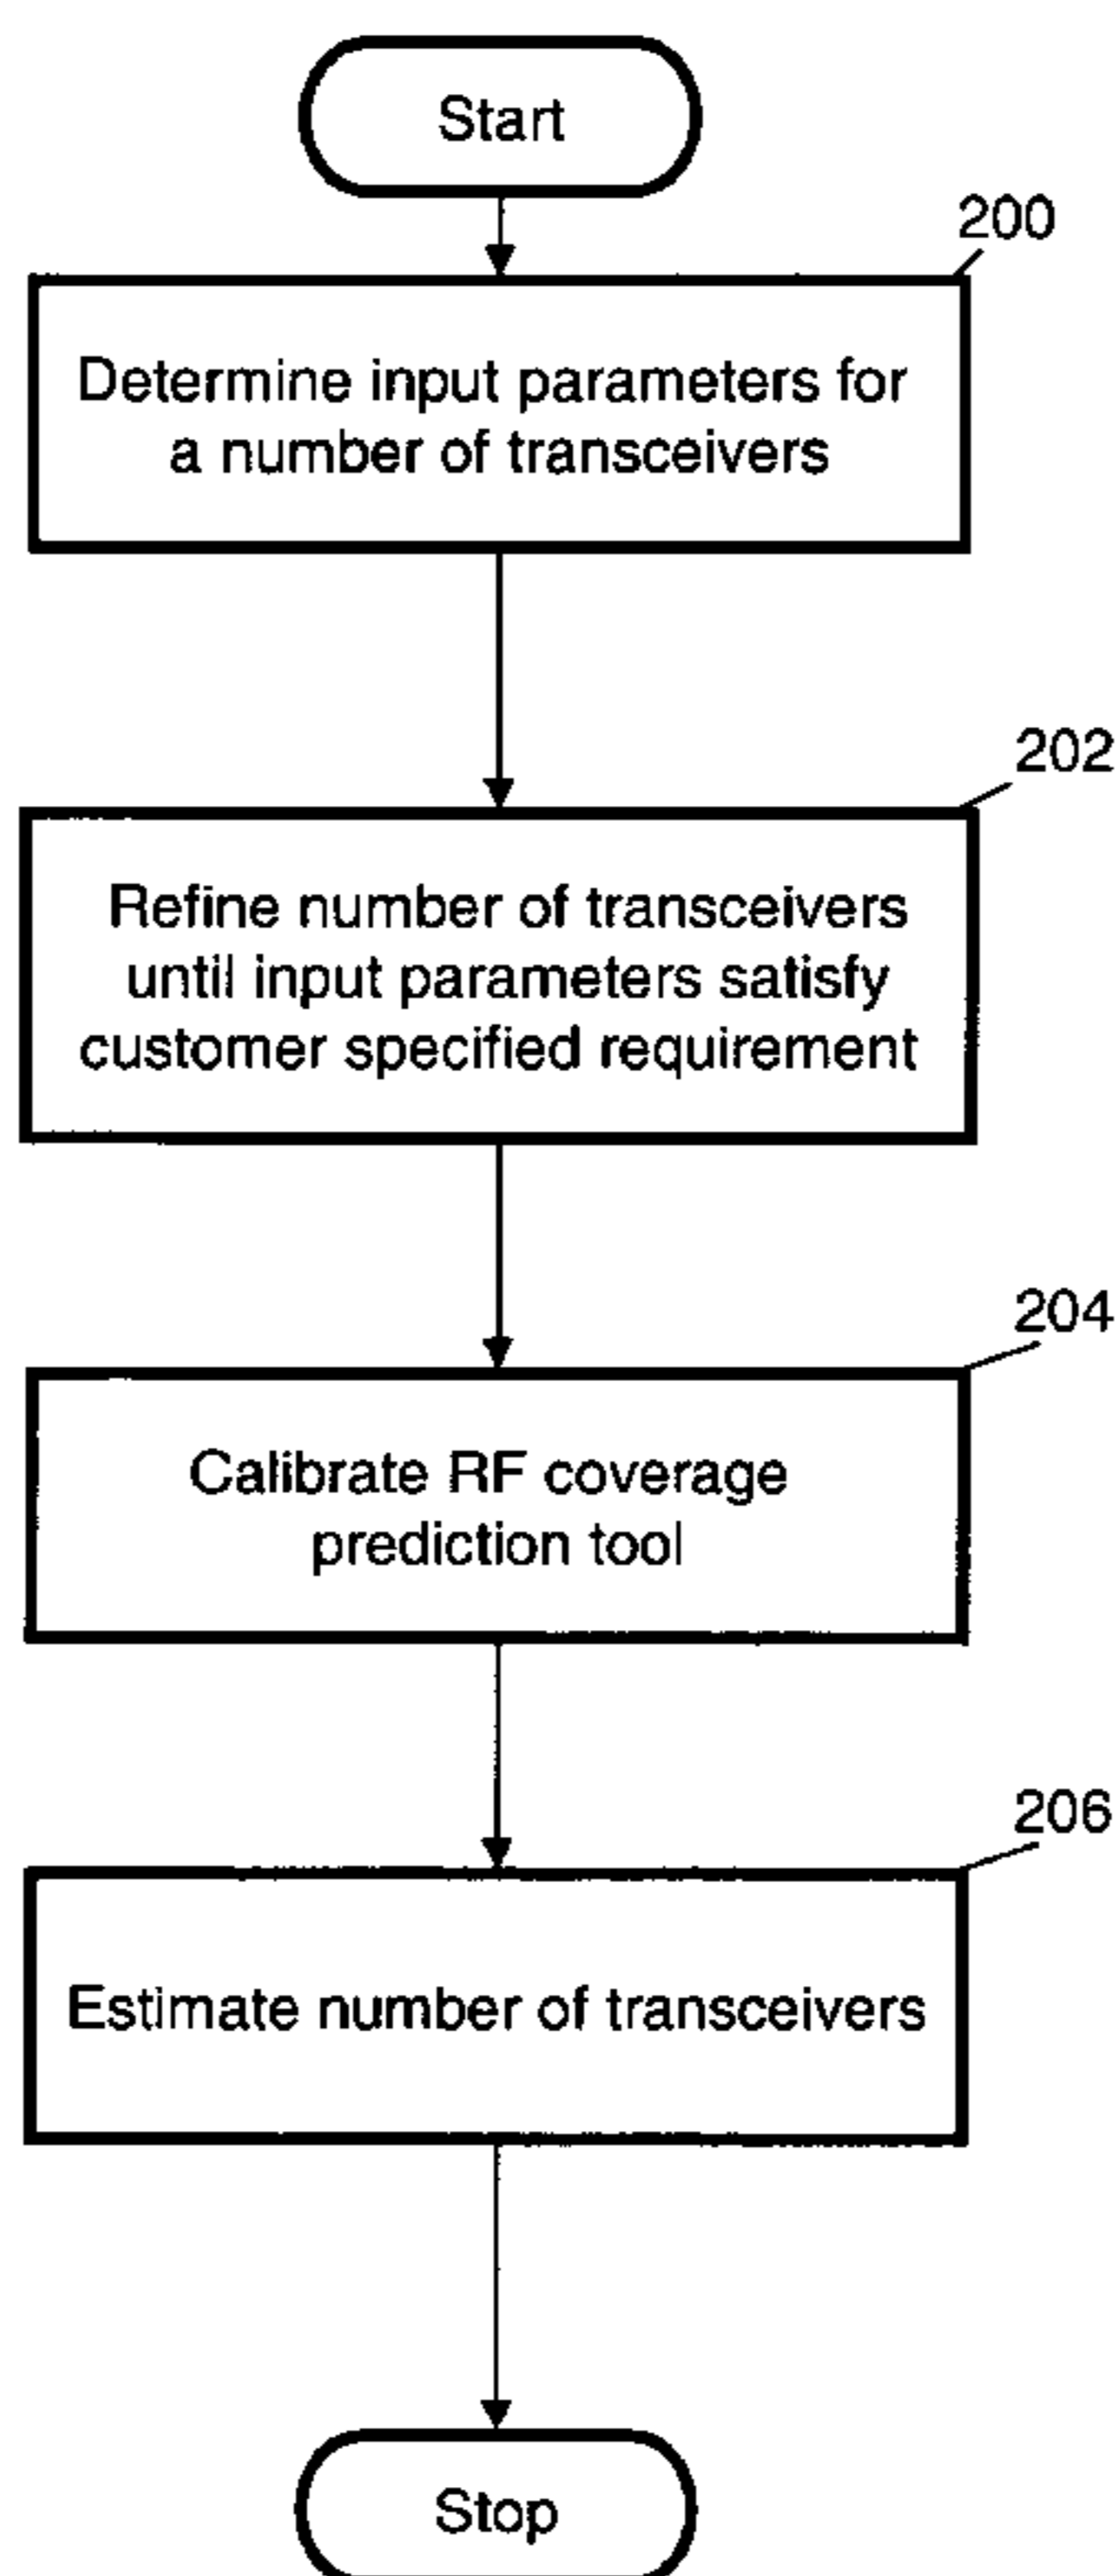 Start
200
Determine input parameters for
a number of transceivers
202
Refine number of transceivers
until input parameters satisfy
customer specified requirement
204
Calibrate RF coverage
prediction tool
206
Estimate number of transceivers
Stop